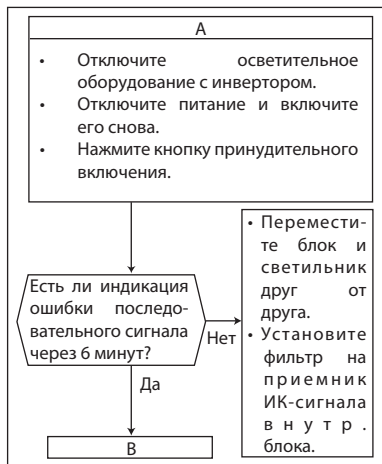 А
• Отключите осветительное
оборудование с инвертором.
• Отключите питание и включите
его снова.
• Нажмите кнопку принудительного
включения.
• Перемести-
те блок и
светильник
друг от
друга.
• Установите
фильтр на
приемник
ИК-сигнала
внутр.
блока.
Есть ли индикация
ошибки последо-
вательного сигнала
через 6 минут?
Нет
Да
В